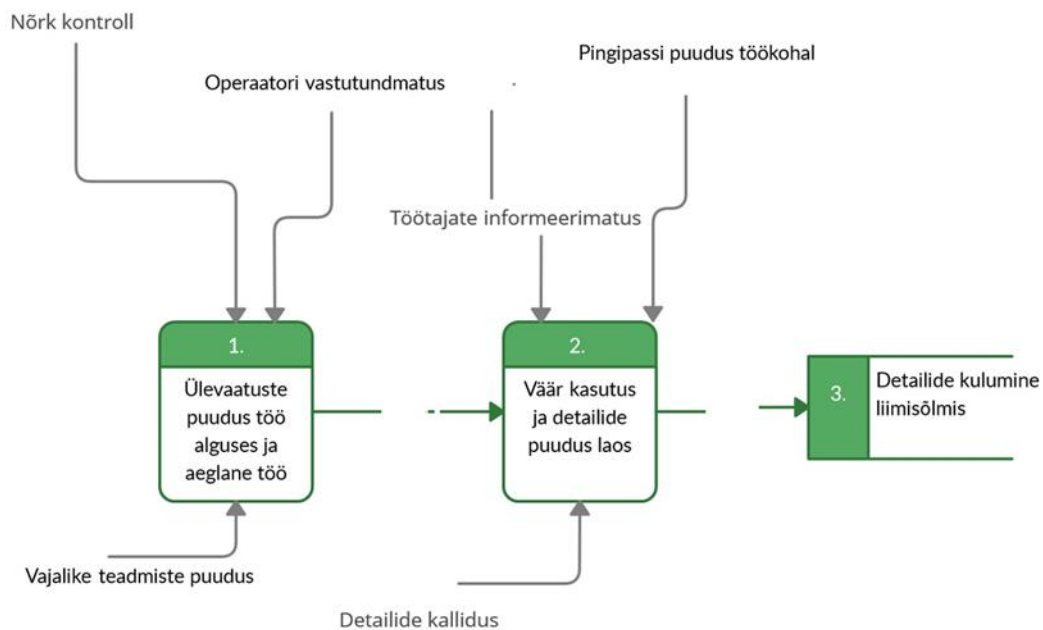 Nõrk kontroll
Operaatori vastutundmatus
Pingipassi puudus töökohal
Töötajate informeerimatus
1.
Ülevaatuste
puudus töö
alguses ja
aeglane töö
2.
Väär kasutus
ja detailide
puudus laos
3.
Detailide kulumine
liimisõlmis
Vajalike teadmiste puudus
Detailide kallidus